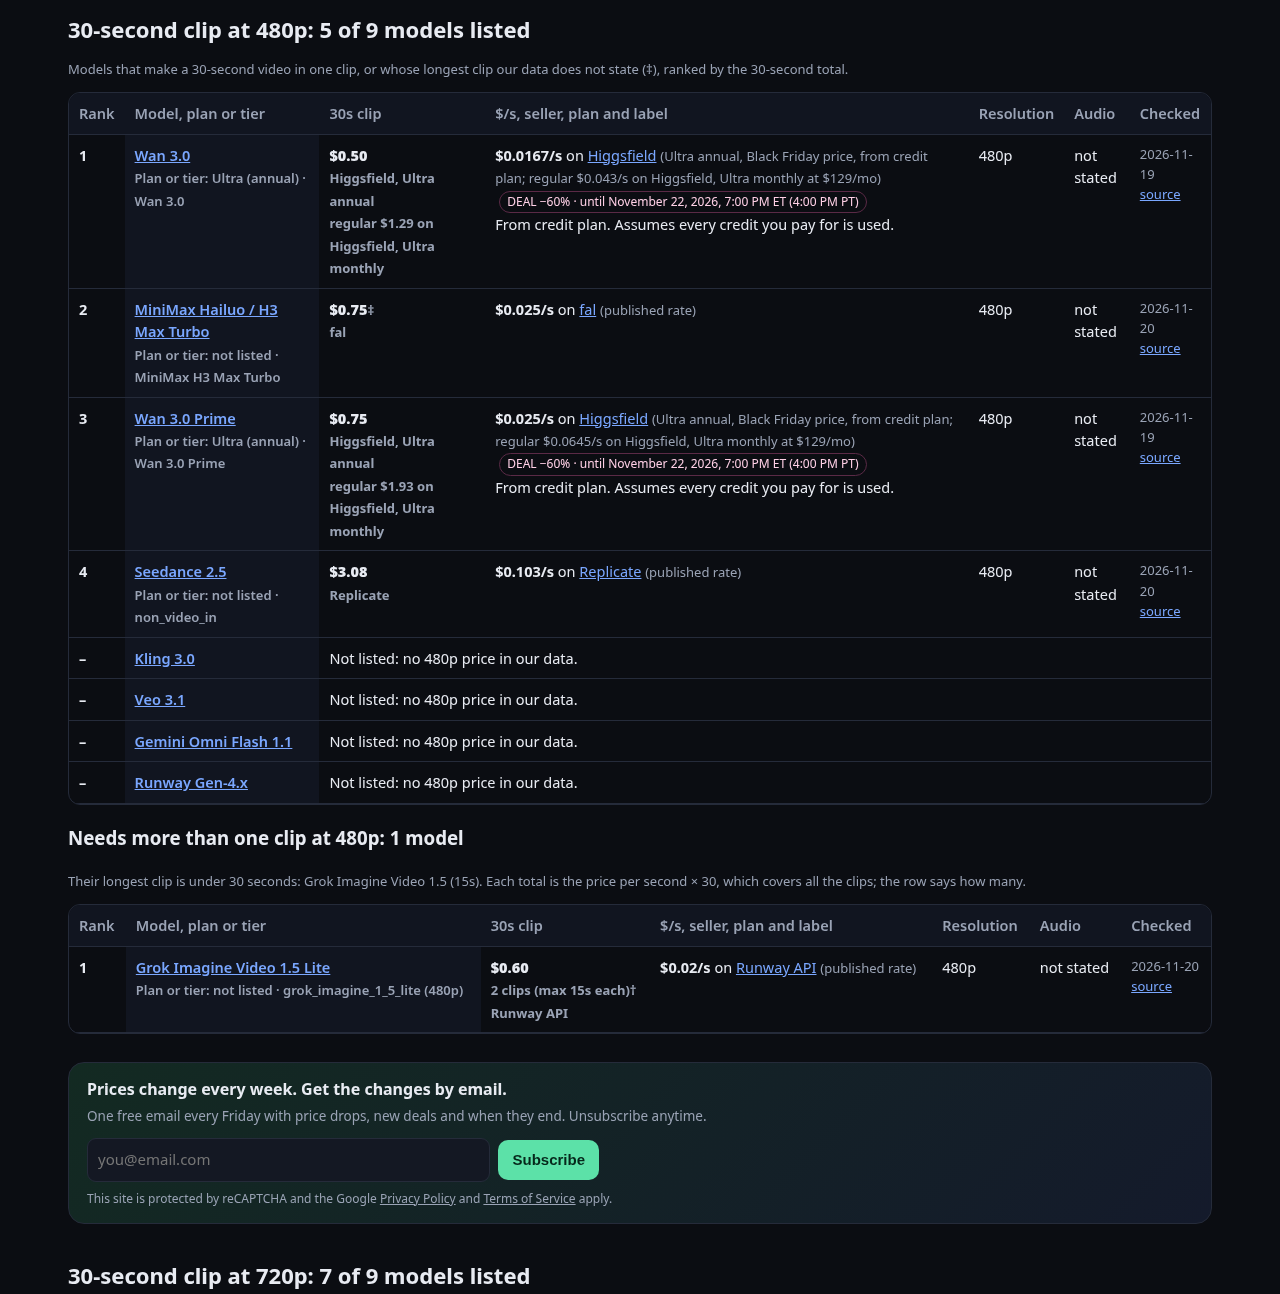 30-second clip at 480p: 5 of 9 models listed
Models that make a 30-second video in one clip, or whose longest clip our data does not state (‡), ranked by the 30-second total.
Rank Model, plan or tier 30s clip $/s, seller, plan and label Resolution Audio Checked
1
Wan 3.0
Plan or tier: Ultra (annual) ·
Wan 3.0
$0.50
Higgsfield, Ultra
annual
regular $1.29 on
Higgsfield, Ultra
monthly
$0.0167/s on Higgsfield (Ultra annual, Black Friday price, from credit
plan; regular $0.043/s on Higgsfield, Ultra monthly at $129/mo)
DEAL −60% · until November 22, 2026, 7:00 PM ET (4:00 PM PT)
From credit plan. Assumes every credit you pay for is used.
480p
not
stated
2026-11-
19
source
2
MiniMax Hailuo / H3
Max Turbo
Plan or tier: not listed ·
MiniMax H3 Max Turbo
$0.75‡
fal
$0.025/s on fal (published rate)
480p
not
stated
2026-11-
20
source
3
Wan 3.0 Prime
Plan or tier: Ultra (annual) ·
Wan 3.0 Prime
$0.75
Higgsfield, Ultra
annual
regular $1.93 on
Higgsfield, Ultra
monthly
$0.025/s on Higgsfield (Ultra annual, Black Friday price, from credit plan;
regular $0.0645/s on Higgsfield, Ultra monthly at $129/mo)
DEAL −60% · until November 22, 2026, 7:00 PM ET (4:00 PM PT)
From credit plan. Assumes every credit you pay for is used.
480p
not
stated
2026-11-
19
source
4
Seedance 2.5
Plan or tier: not listed ·
non_video_in
$3.08
Replicate
$0.103/s on Replicate (published rate)
480p
not
stated
2026-11-
20
source
– Kling 3.0 Not listed: no 480p price in our data.
– Veo 3.1 Not listed: no 480p price in our data.
– Gemini Omni Flash 1.1 Not listed: no 480p price in our data.
– Runway Gen-4.x Not listed: no 480p price in our data.
Needs more than one clip at 480p: 1 model
Their longest clip is under 30 seconds: Grok Imagine Video 1.5 (15s). Each total is the price per second × 30, which covers all the clips; the row says how many.
Rank Model, plan or tier 30s clip $/s, seller, plan and label Resolution Audio Checked
1
Grok Imagine Video 1.5 Lite
Plan or tier: not listed · grok_imagine_1_5_lite (480p)
$0.60
2 clips (max 15s each)†
Runway API
$0.02/s on Runway API (published rate)
480p
not stated
2026-11-20
source
Prices change every week. Get the changes by email.
One free email every Friday with price drops, new deals and when they end. Unsubscribe anytime.
you@email.com Subscribe
This site is protected by reCAPTCHA and the Google Privacy Policy and Terms of Service apply.
30-second clip at 720p: 7 of 9 models listed